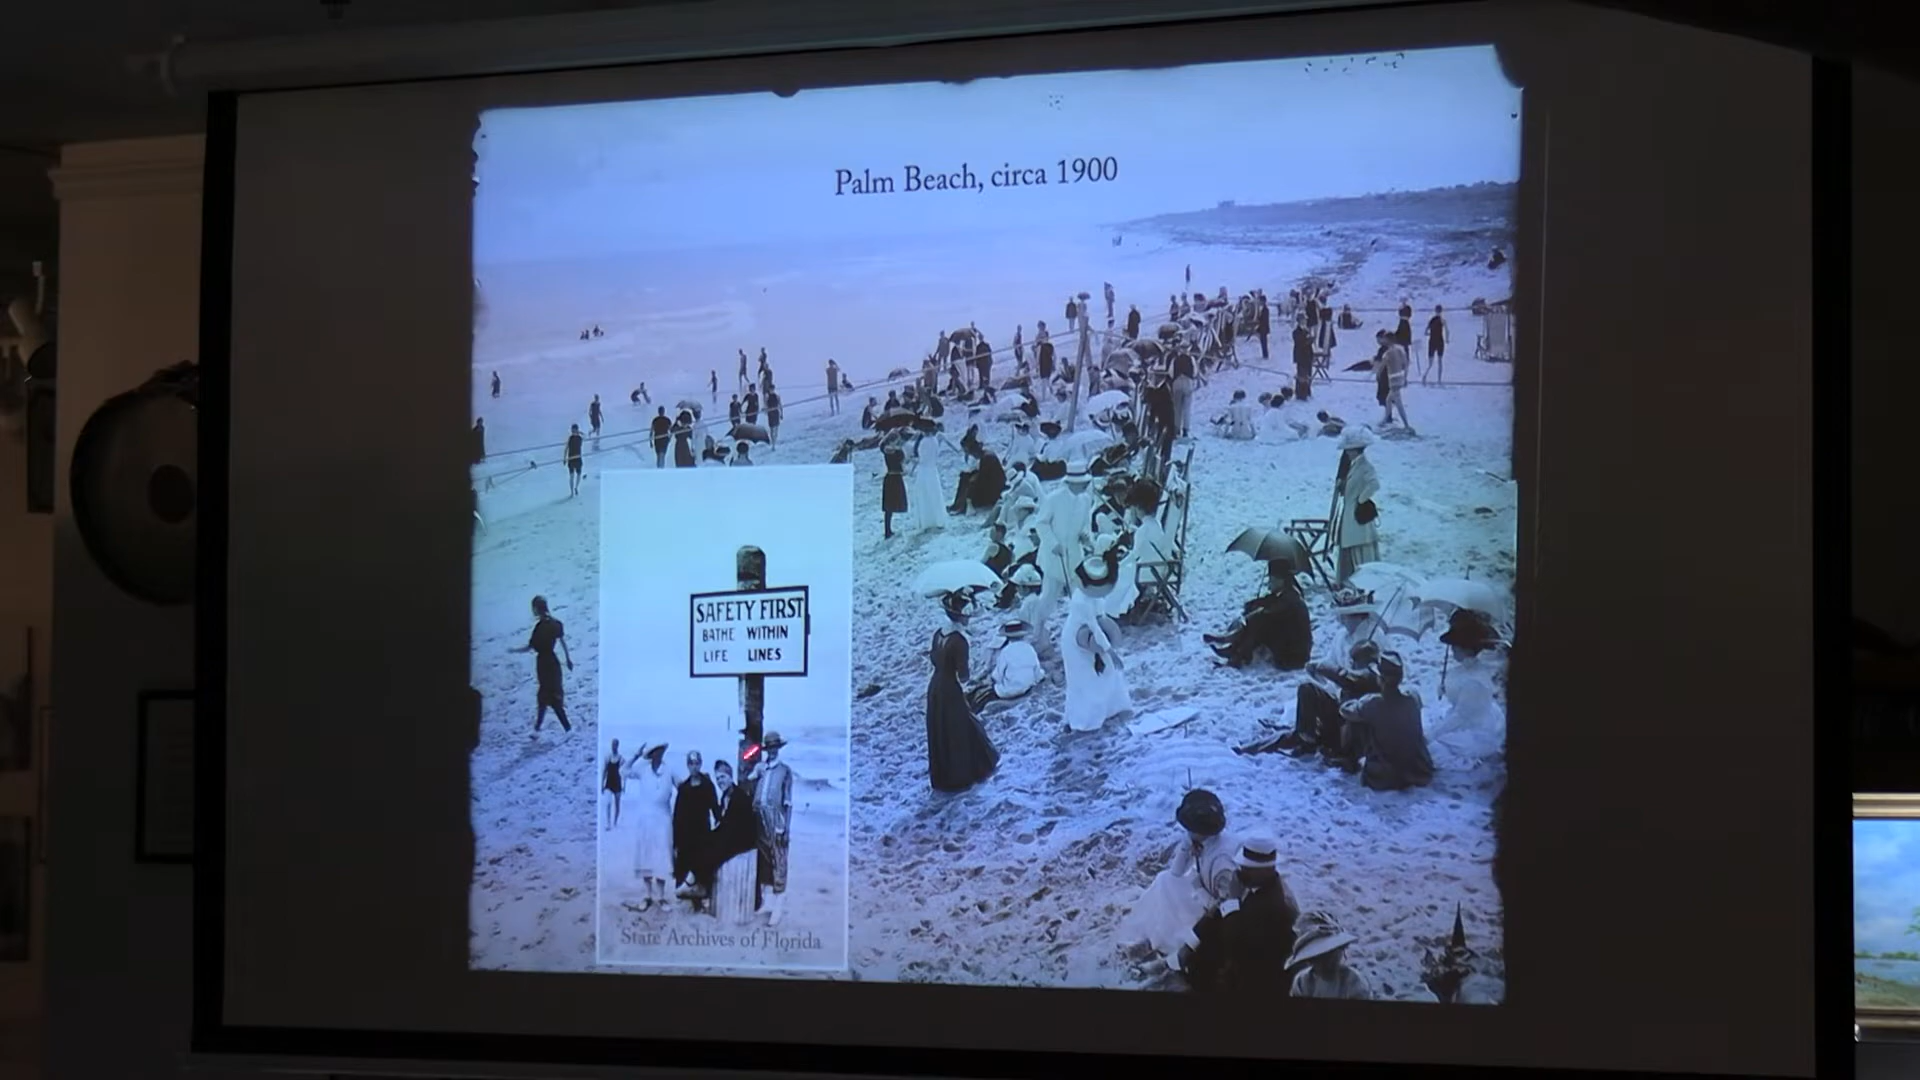 Palm Beach, circa 1900
SAFETY FIRST
BATHE WITHIN
LIFE LINES
State Archives of Florida